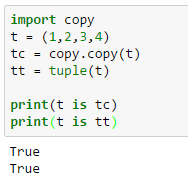 import copy
t = (1,2,3,4)
tc = copy.copy(t)
tt = tuple(t)
print(t is tc)
print(t is tt)
True
True